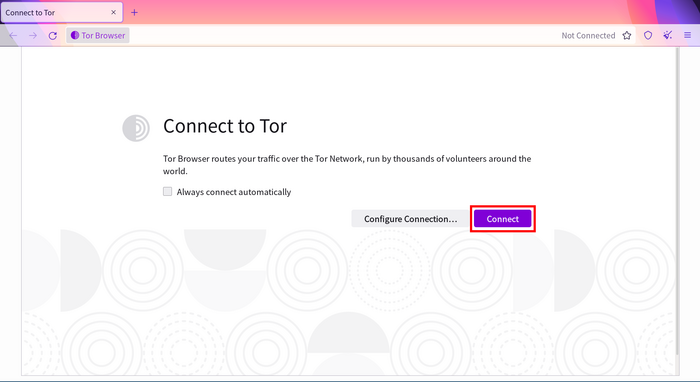 Connect to Tor
Tor Browser
Not Connected
Connect to Tor
Tor Browser routes your traffic over the Tor Network, run by thousands of volunteers around the
world.
Always connect automatically
Configure Connection... Connect